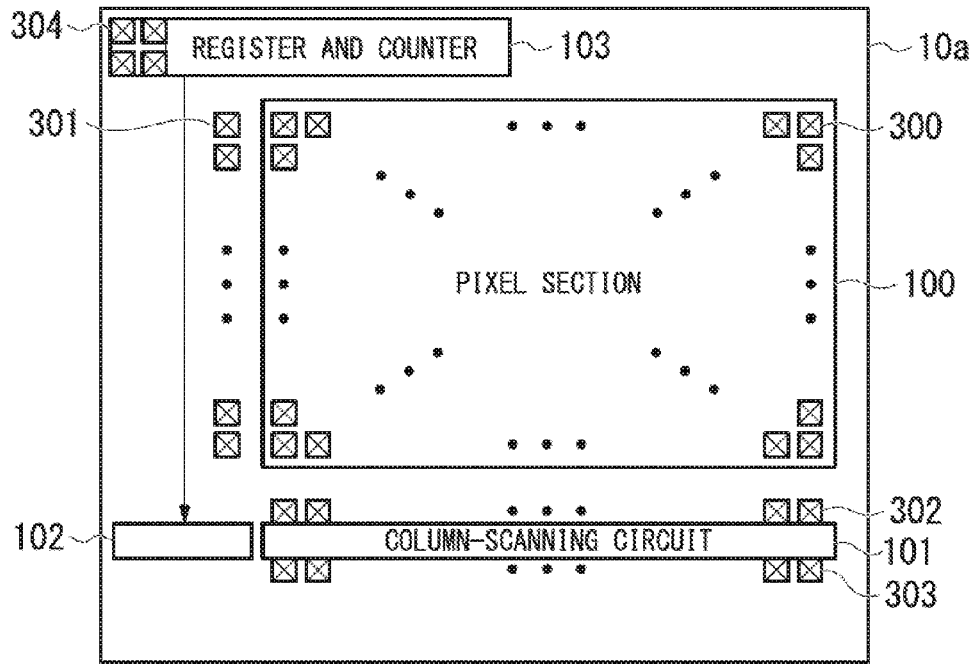 304
REGISTER AND COUNTER
103
10a
301
300
PIXEL SECTION
100
302
102
COLUMN-SCANNING CIRCUIT
101
303